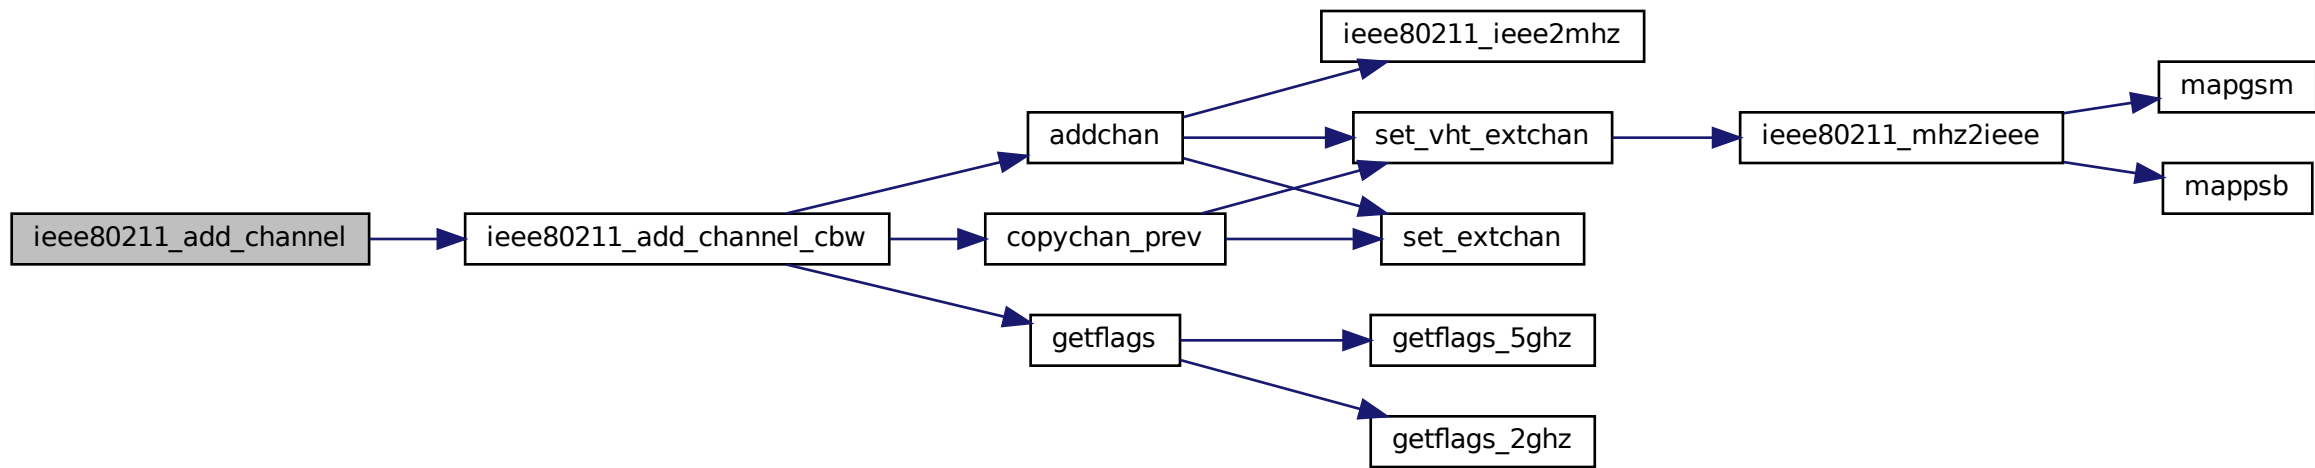 ieee80211_add_channel
ieee80211_add_channel_cbw
addchan
copychan_prev
getflags
ieee80211_ieee2mhz
set_vht_extchan
set_extchan
getflags_5ghz
getflags_2ghz
ieee80211_mhz2ieee
mapgsm
mappsb